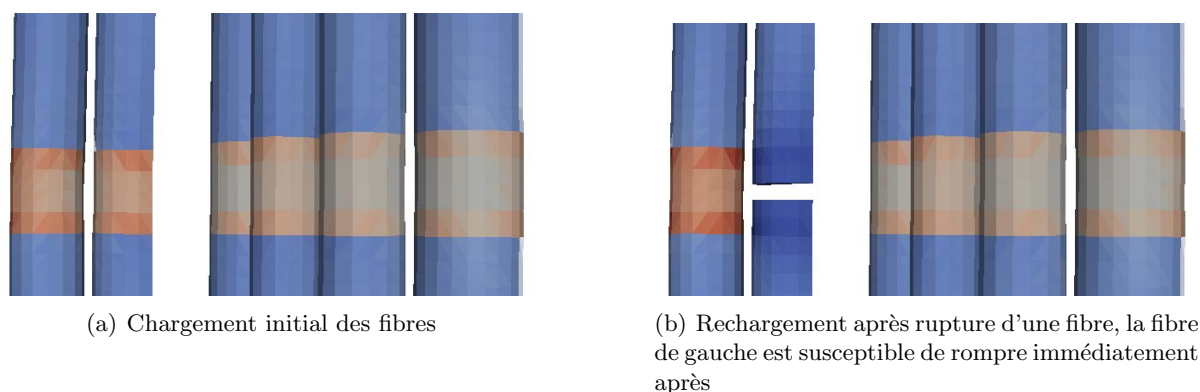 (a) Chargement initial des fibres
(b) Rechargement après rupture d'une fibre, la fibre
de gauche est susceptible de rompre immédiatement
après